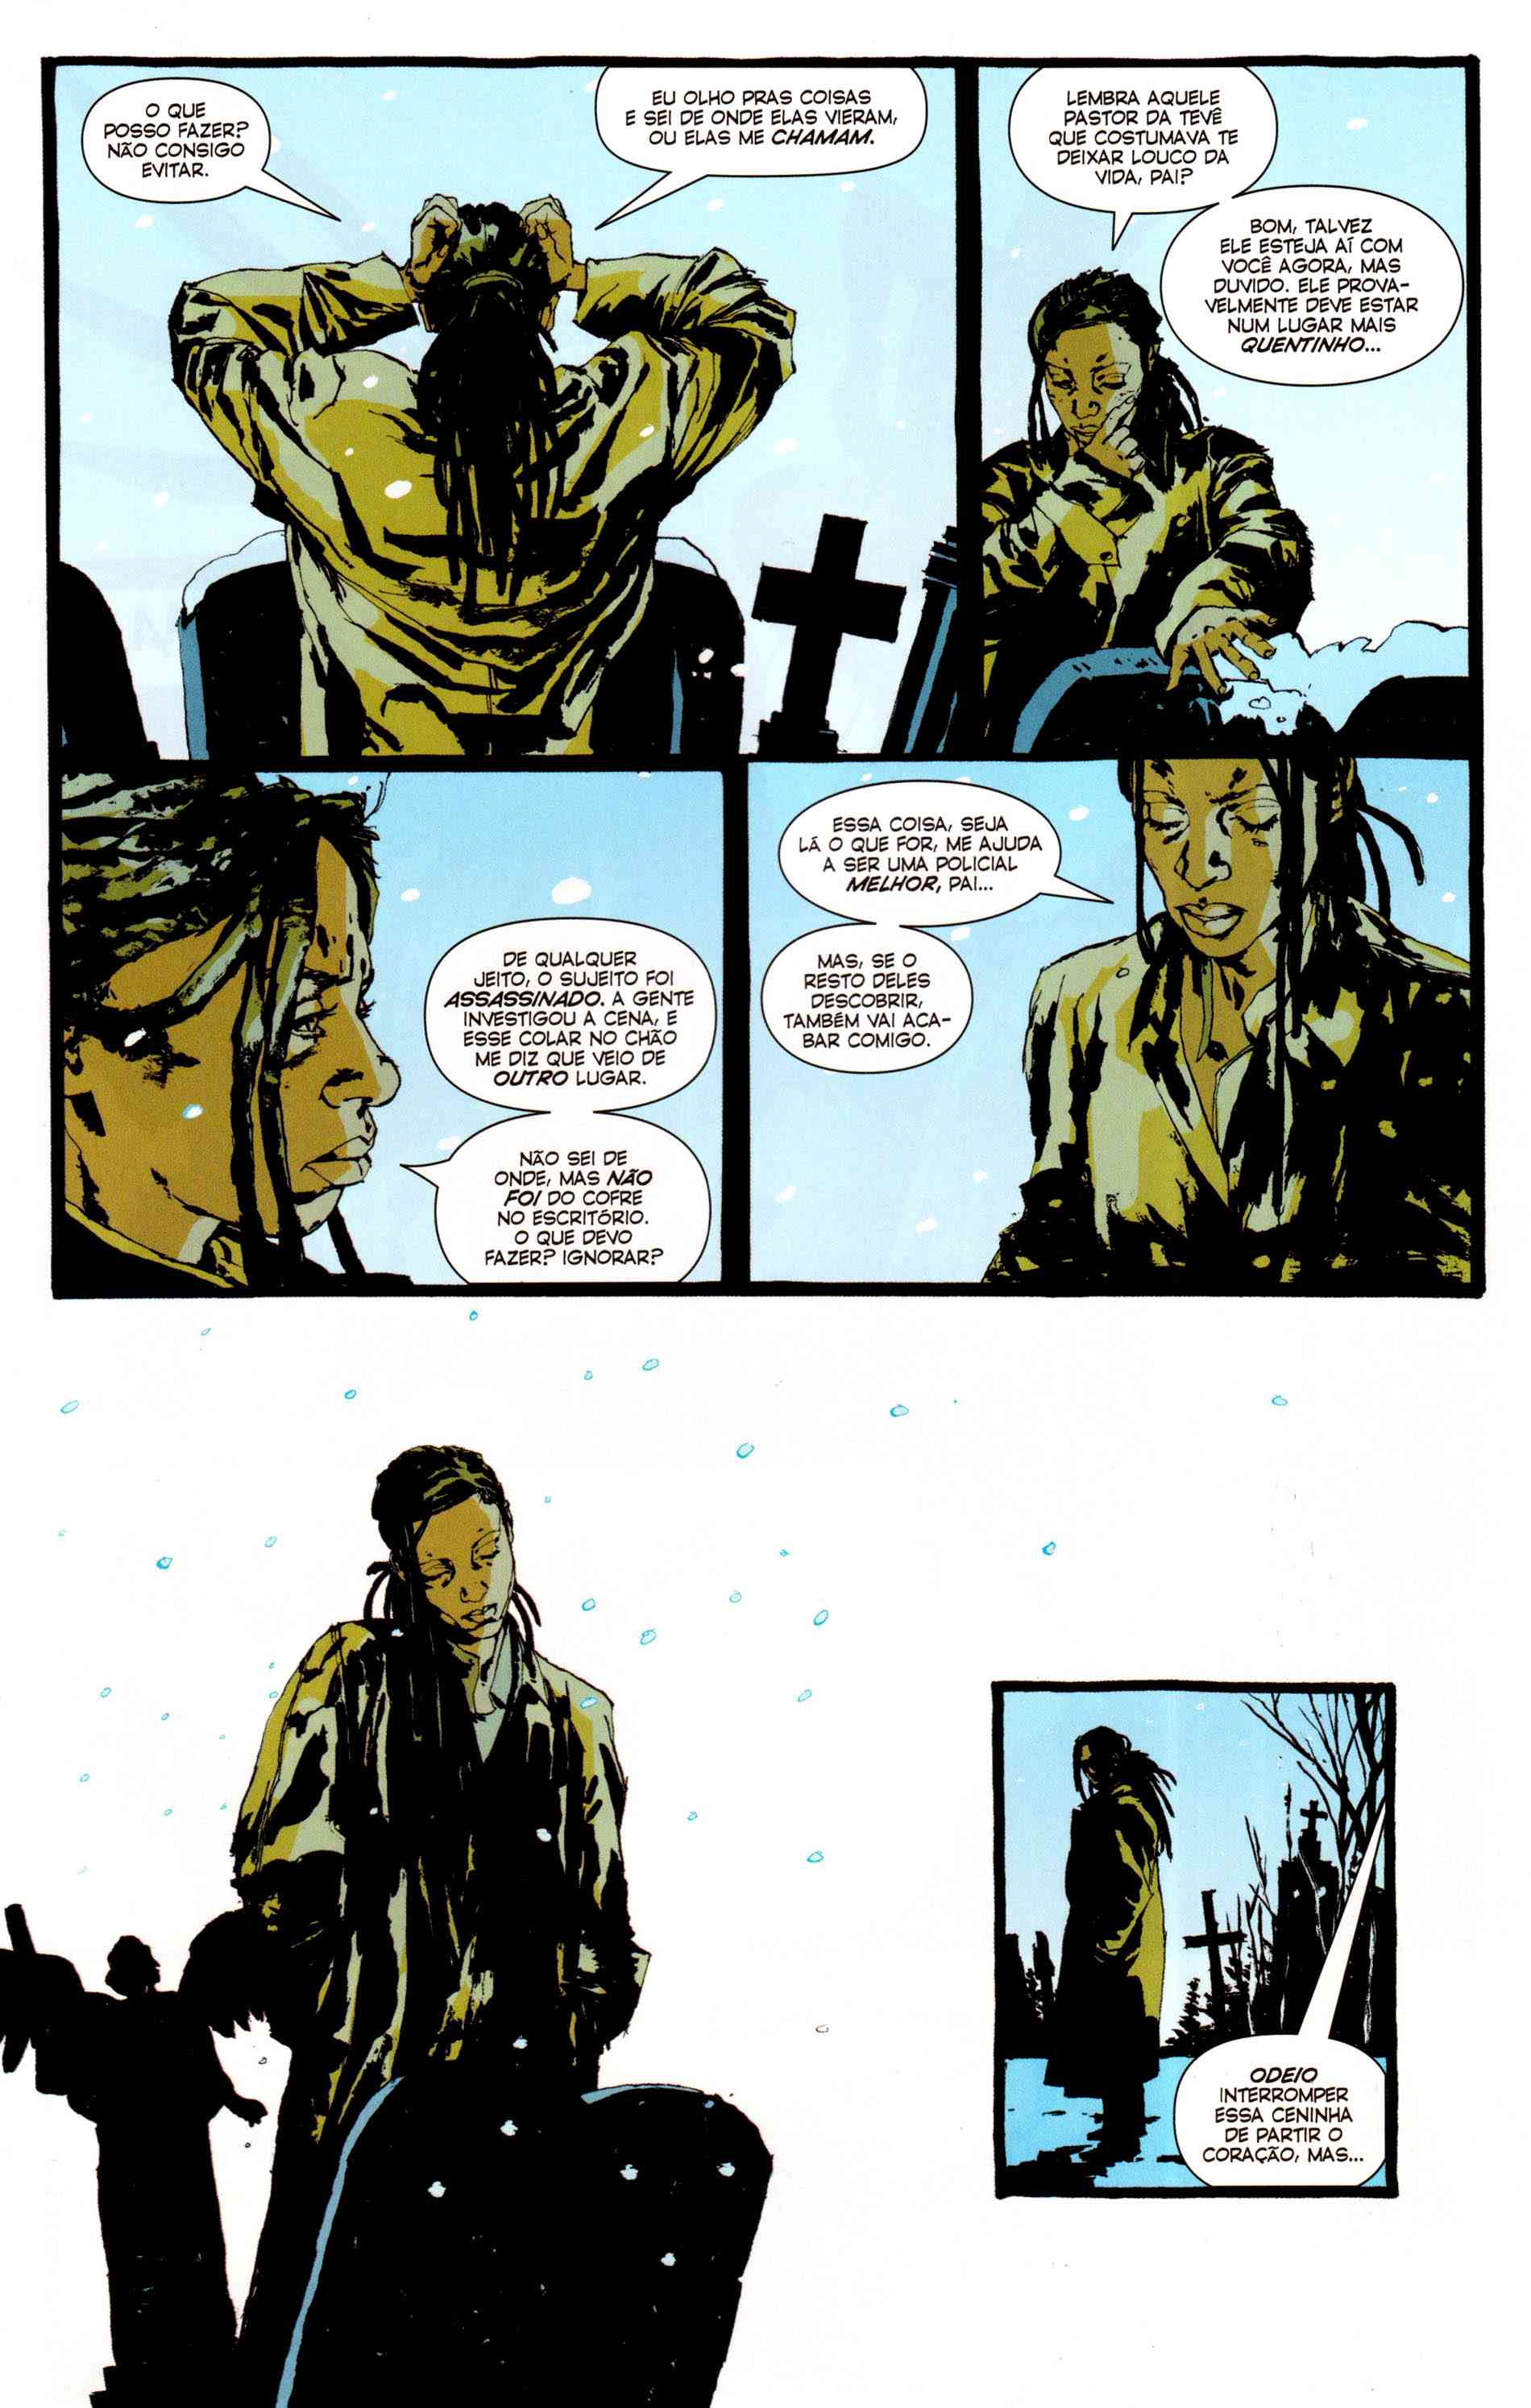 O QUE
POSSO FAZER?
NÃO CONSIGO
EVITAR.
EU OLHO PRAS COISAS
E SEI DE ONDE ELAS VIERAM,
OU ELAS ME CHAMAM.
LEMBRA AQUELE
PASTOR DA TEVÊ
QUE COSTUMAVA TE
DEIXAR LOUCO DA
VIDA, PAI?
BOM, TALVEZ
ELE ESTEJA AÍ COM
VOCÊ AGORA, MAS
DUVIDO. ELE PROVA-
VELMENTE DEVE ESTAR
NUM LUGAR MAIS
QUENTINHO...
DE QUALQUER
JEITO, O SUJEITO FOI
ASSASSINADO. A GENTE
INVESTIGOU A CENA, E
ESSE COLAR NO CHÃO
ME DIZ QUE VEIO DE
OUTRO LUGAR.
NÃO SEI DE
ONDE, MAS NÃO
FOI DO COFRE
NO ESCRITÓRIO.
O QUE DEVO
FAZER? IGNORAR?
ESSA COISA, SEJA
LÁ O QUE FOR, ME AJUDA
A SER UMA POLICIAL
MELHOR, PAI...
MAS, SE O
RESTO DELES
DESCOBRIR,
TAMBÉM VAI ACA-
BAR COMIGO.
ODEIO
INTERROMPER
ESSA CENINHA
DE PARTIR O
CORAÇÃO, MAS...